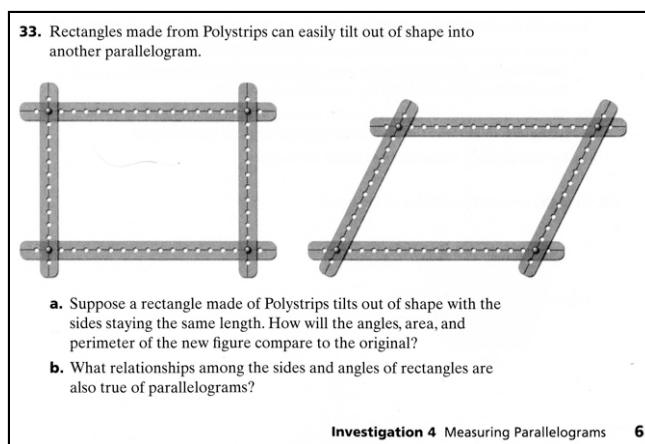 33. Rectangles made from Polystrips can easily tilt out of shape into
another parallelogram.
a. Suppose a rectangle made of Polystrips tilts out of shape with the
sides staying the same length. How will the angles, area, and
perimeter of the new figure compare to the original?
b. What relationships among the sides and angles of rectangles are
also true of parallelograms?
Investigation 4 Measuring Parallelograms 6